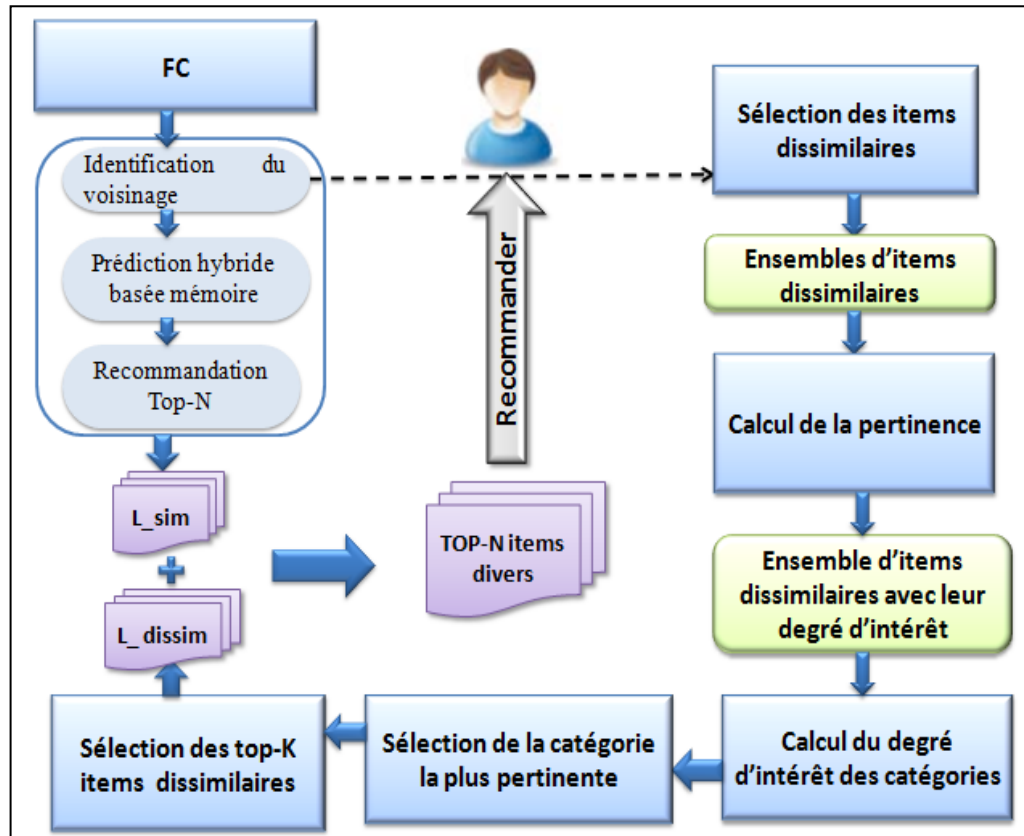 FC
Identification du
voisinage
Prédiction hybride
basée mémoire
Recommandation
Top-N
L_sim
L_ dissim
TOP-N items
divers
Recommander
Sélection des items
dissimilaires
Ensembles d’items
dissimilaires
Calcul de la pertinence
Ensemble d’items
dissimilaires avec leur
degré d’intérêt
Calcul du degré
d’intérêt des catégories
Sélection de la catégorie
la plus pertinente
Sélection des top-K
items dissimilaires